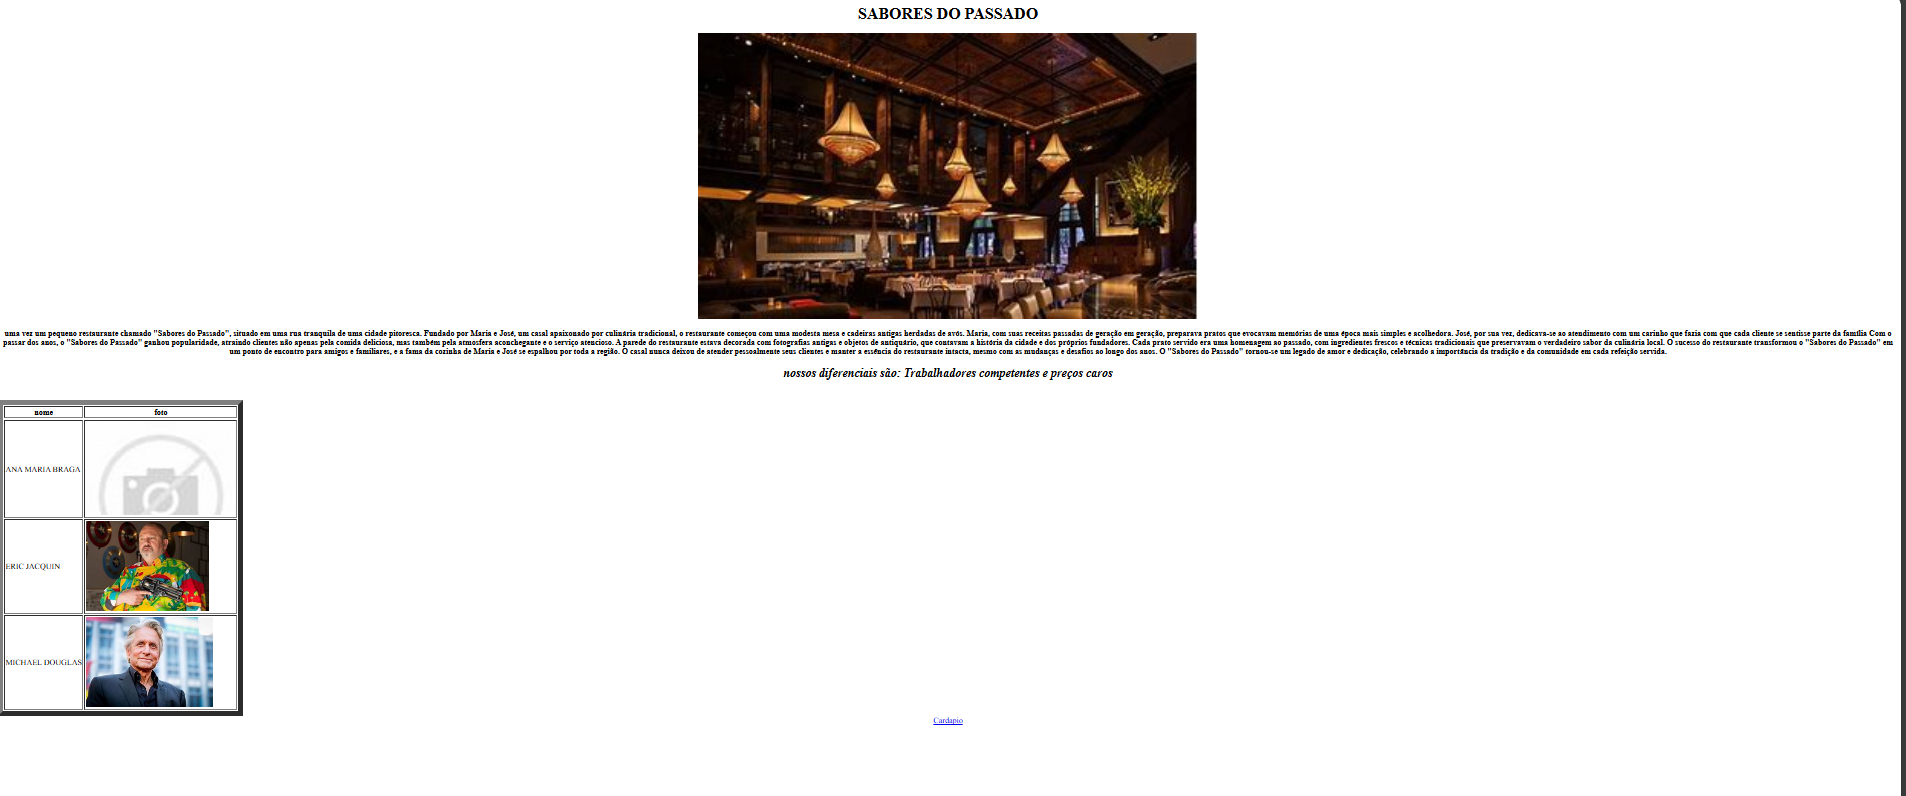 SABORES DO PASSADO
uma vez um pequeno restaurante chamado "Sabores do Passado", situado em uma rua tranquila de uma cidade pitoresca. Fundado por Maria e José, um casal apaixonado por culinária tradicional, o restaurante começou com uma modesta mesa e cadeiras antigas herdadas de avós. Maria, com suas receitas passadas de geração em geração, preparava pratos que evocavam memórias de uma época mais simples e acolhedora. José, por sua vez, dedicava-se ao atendimento com um carinho que fazia com que cada cliente se sentisse parte da família Com o
passar dos anos, o "Sabores do Passado" ganhou popularidade, atraindo clientes não apenas pela comida deliciosa, mas também pela atmosfera aconchegante e o serviço atencioso. A parede do restaurante estava decorada com fotografias antigas e objetos de antiquário, que contavam a história da cidade e dos próprios fundadores. Cada prato servido era uma homenagem ao passado, com ingredientes frescos e técnicas tradicionais que preservavam o verdadeiro sabor da culinária local. O sucesso do restaurante transformou o "Sabores do Passado" em
um ponto de encontro para amigos e familiares, e a fama da cozinha de Maria e José se espalhou por toda a região. O casal nunca deixou de atender pessoalmente seus clientes e manter a essência do restaurante intacta, mesmo com as mudanças e desafios ao longo dos anos. O "Sabores do Passado" tornou-se um legado de amor e dedicação, celebrando a importância da tradição e da comunidade em cada refeição servida.
nossos diferenciais são: Trabalhadores competentes e preços caros
nome foto
ANA MARIA BRAGA
ERIC JACQUIN
MICHAEL DOUGLAS
Cardapio